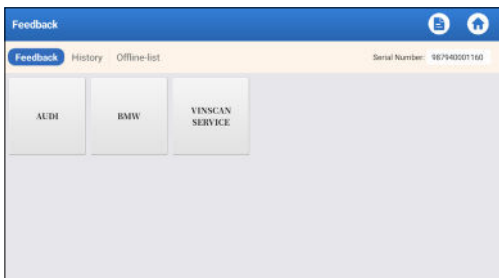 Feedback
Feedback History Offline-list Serial Number: 987940001160
AUDI BMW VINSCAN
SERVICE